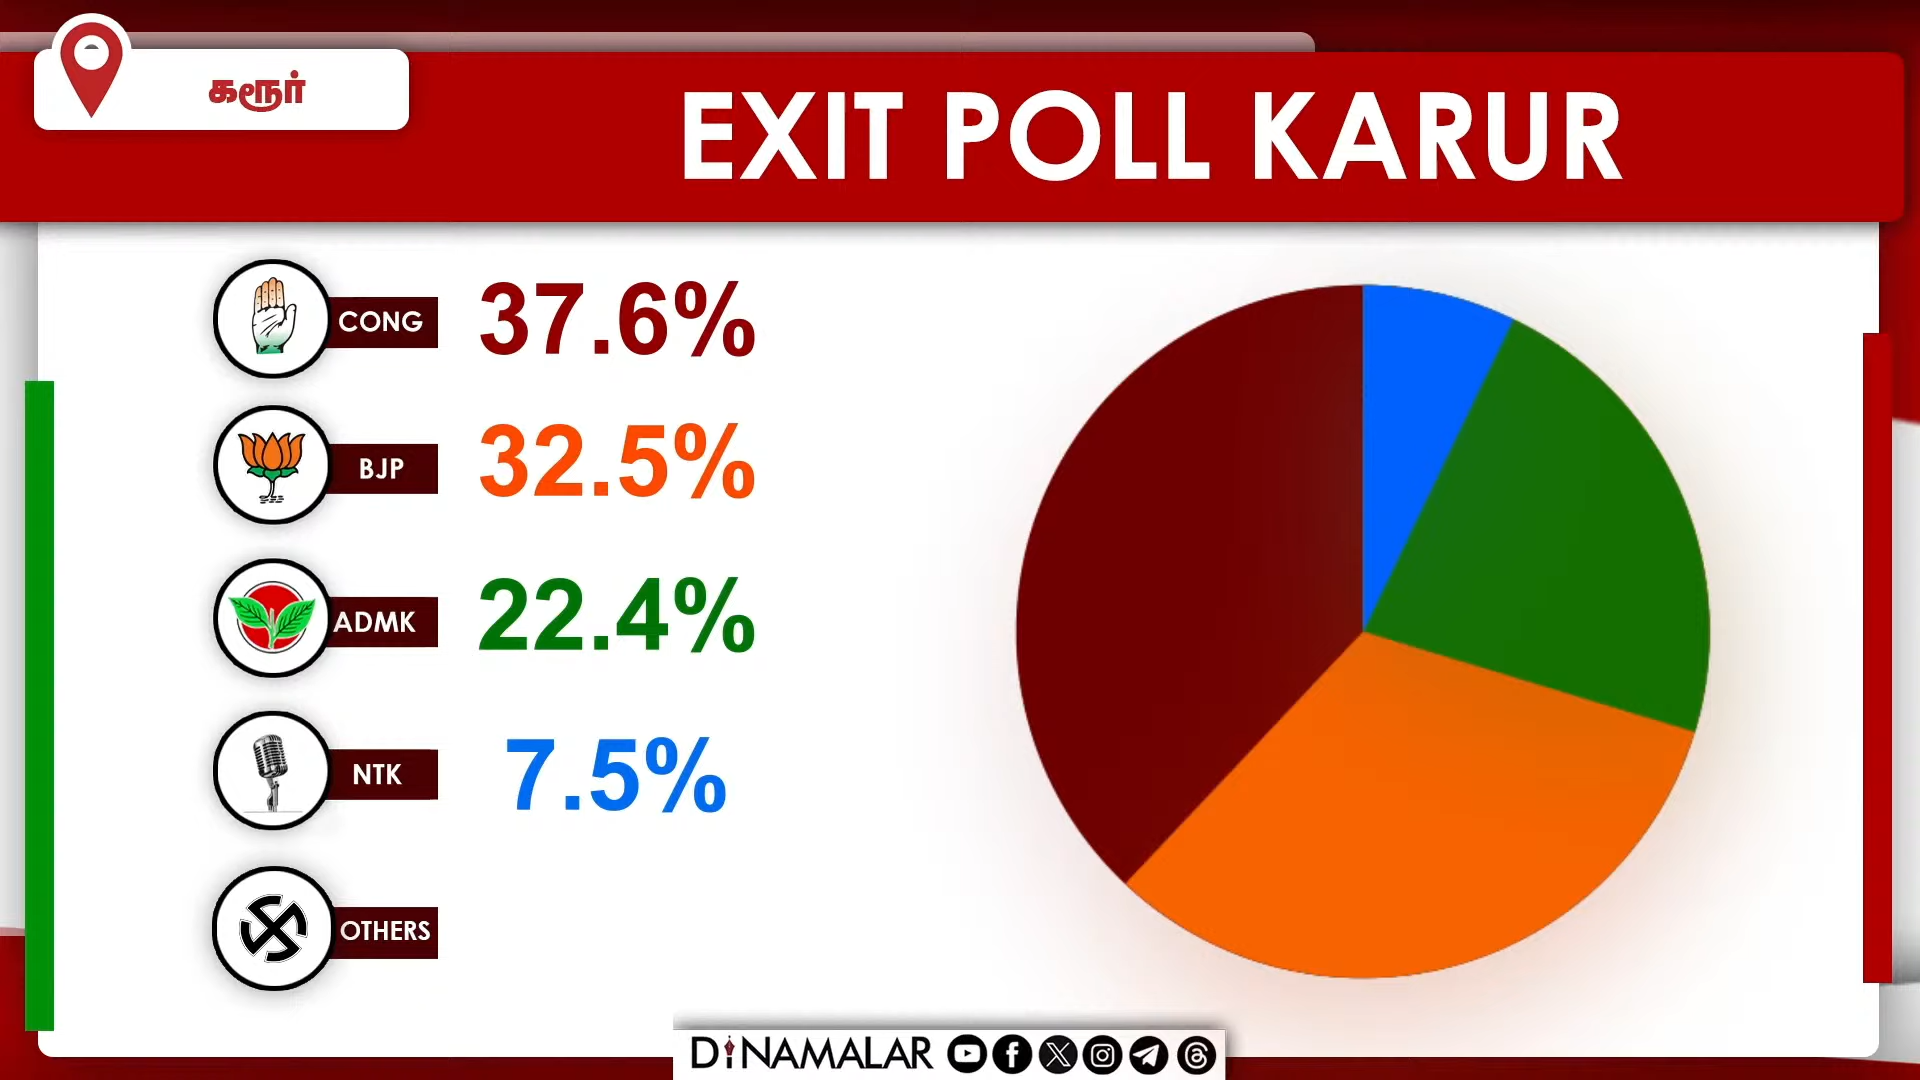 கரூர்
EXIT POLL KARUR
CONG 37.6%
BJP 32.5%
ADMK 22.4%
NTK 7.5%
OTHERS
DINAMALAR